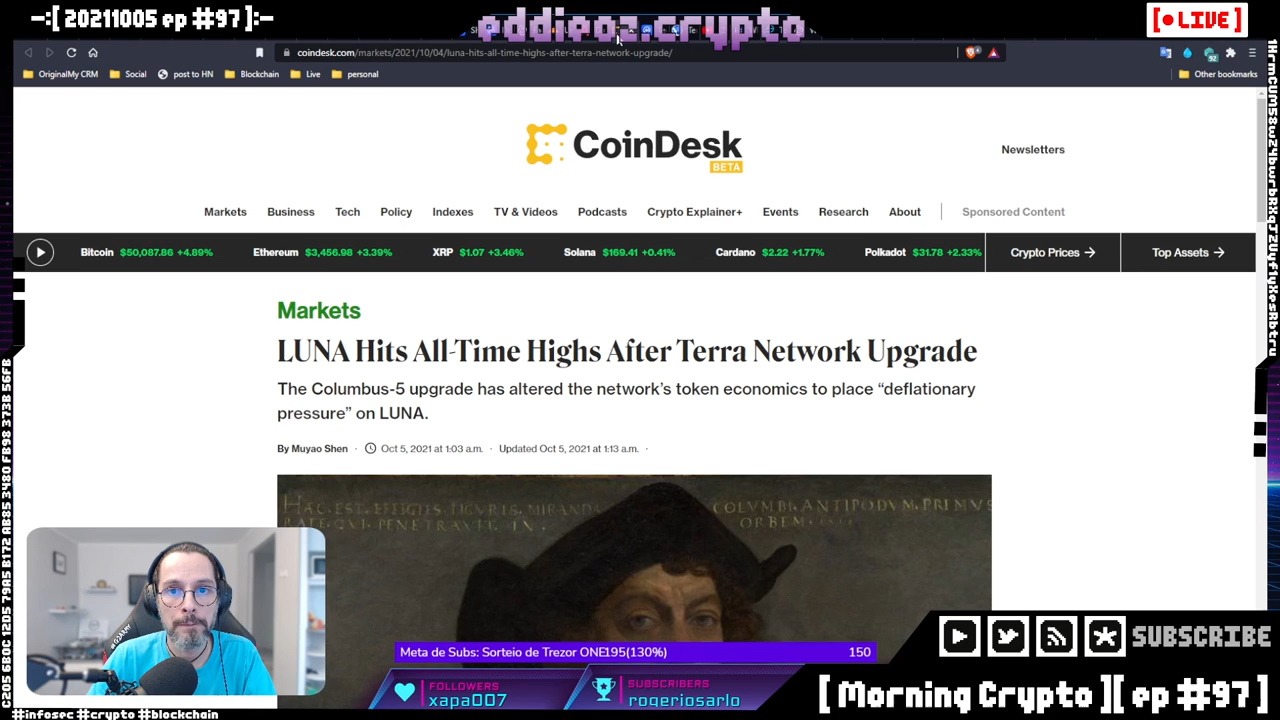 -:[ 20211005 ep #97]:-
eddieoz.crypto
[●LIVE]
coindesk.com/markets/2021/10/04/luna-hits-all-time-highs-after-terra-network-upgrade/
OriginalMy CRM
Social
post to HN
Blockchain
Live
personal
Other bookmarks
CoinDesk
BETA
Newsletters
Markets Business Tech Policy Indexes TV & Videos Podcasts Crypto Explainer+ Events Research About Sponsored Content
Bitcoin $50,087.86 +4.89% Ethereum $3,456.98 +3.39% XRP $1.07 +3.46% Solana $169.41 +0.41% Cardano $2.22 +1.77% Polkadot $31.78 +2.33% Crypto Prices → Top Assets →
Markets
LUNA Hits All-Time Highs After Terra Network Upgrade
The Columbus-5 upgrade has altered the network's token economics to place “deflationary
pressure” on LUNA.
By Muyao Shen · Oct 5, 2021 at 1:03 a.m. · Updated Oct 5, 2021 at 1:13 a.m. ·
Meta de Subs: Sorteio de Trezor ONE195(130%) 150
FOLLOWERS
xapa007
SUBSCRIBERS
rogeriosarlo
SUBSCRIBE
[ Morning Crypto ][ ep #97 ]
#infosec #crypto #blockchain